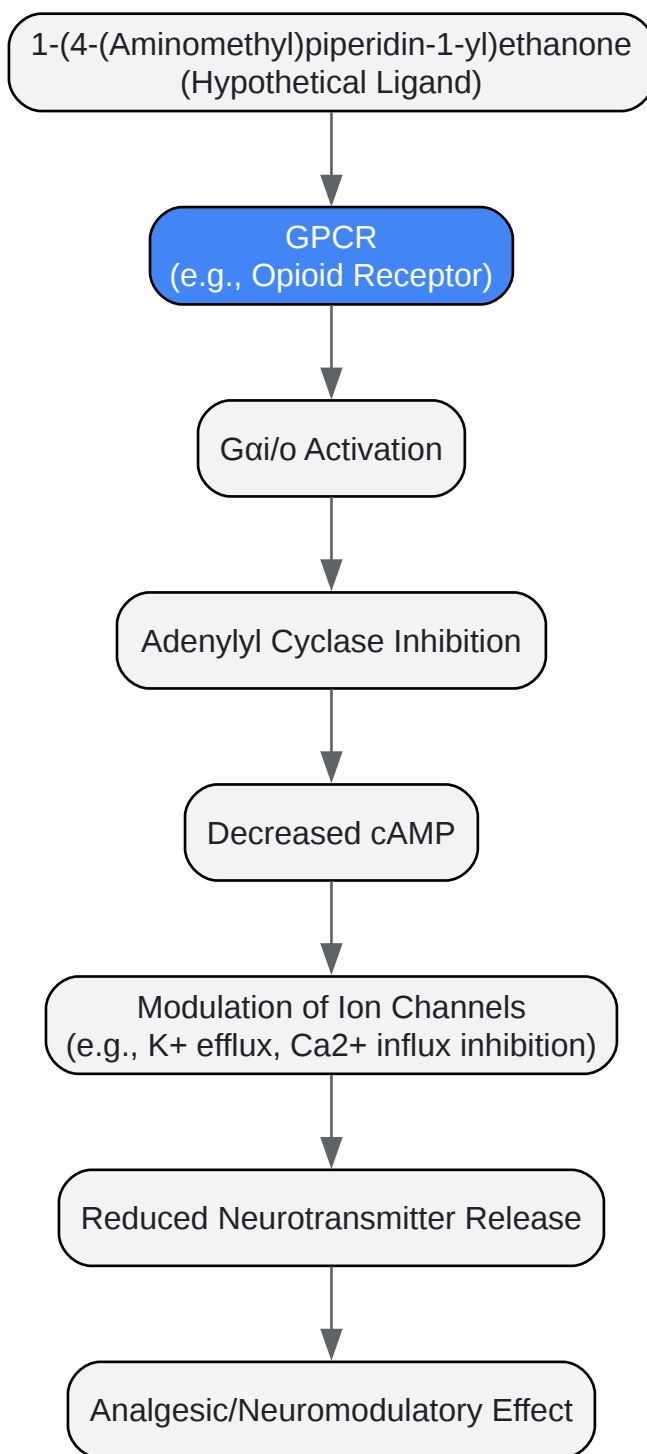 1-(4-(Aminomethyl)piperidin-1-yl)ethanone
(Hypothetical Ligand)
GPCR
(e.g., Opioid Receptor)
Gαi/o Activation
Adenylyl Cyclase Inhibition
Decreased cAMP
Modulation of Ion Channels
(e.g., K+ efflux, Ca2+ influx inhibition)
Reduced Neurotransmitter Release
Analgesic/Neuromodulatory Effect